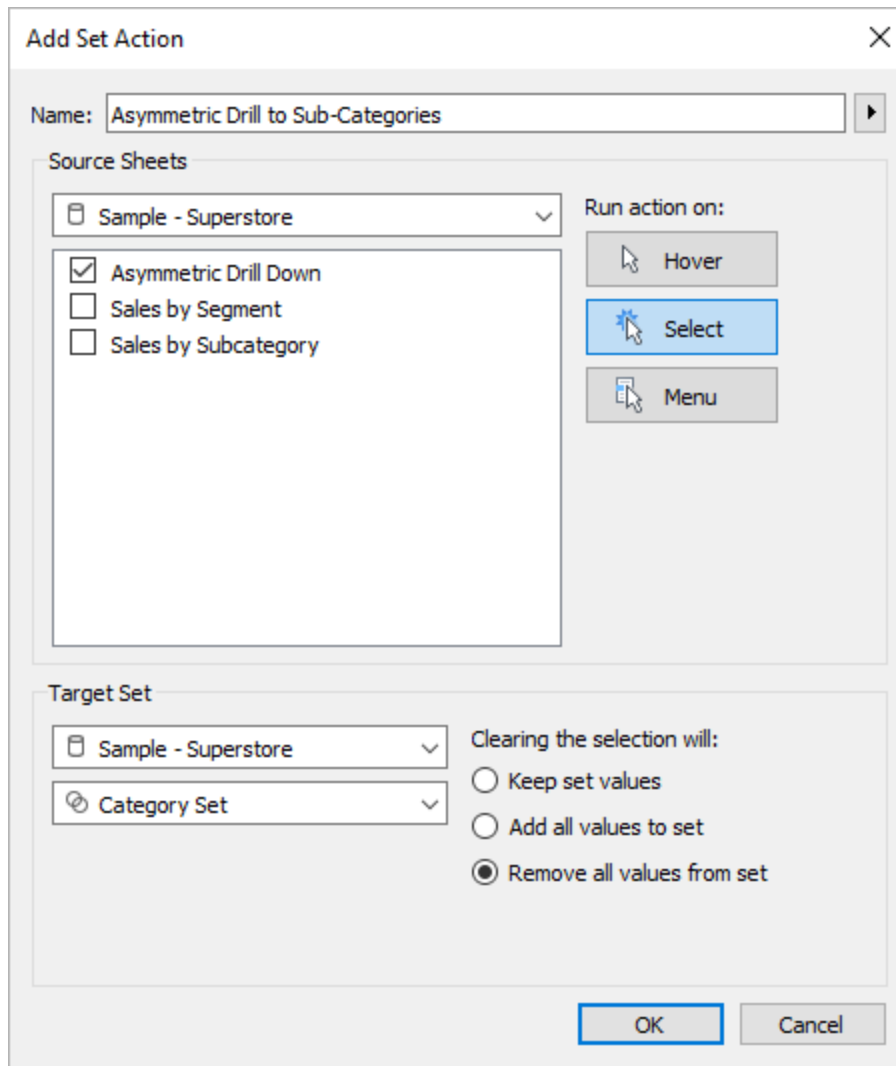 Add Set Action
Name: Asymmetric Drill to Sub-Categories
Source Sheets
Sample - Superstore
Run action on:
Asymmetric Drill Down
Sales by Segment
Sales by Subcategory
Hover
Select
Menu
Target Set
Sample - Superstore
Category Set
Clearing the selection will:
Keep set values
Add all values to set
Remove all values from set
OK
Cancel